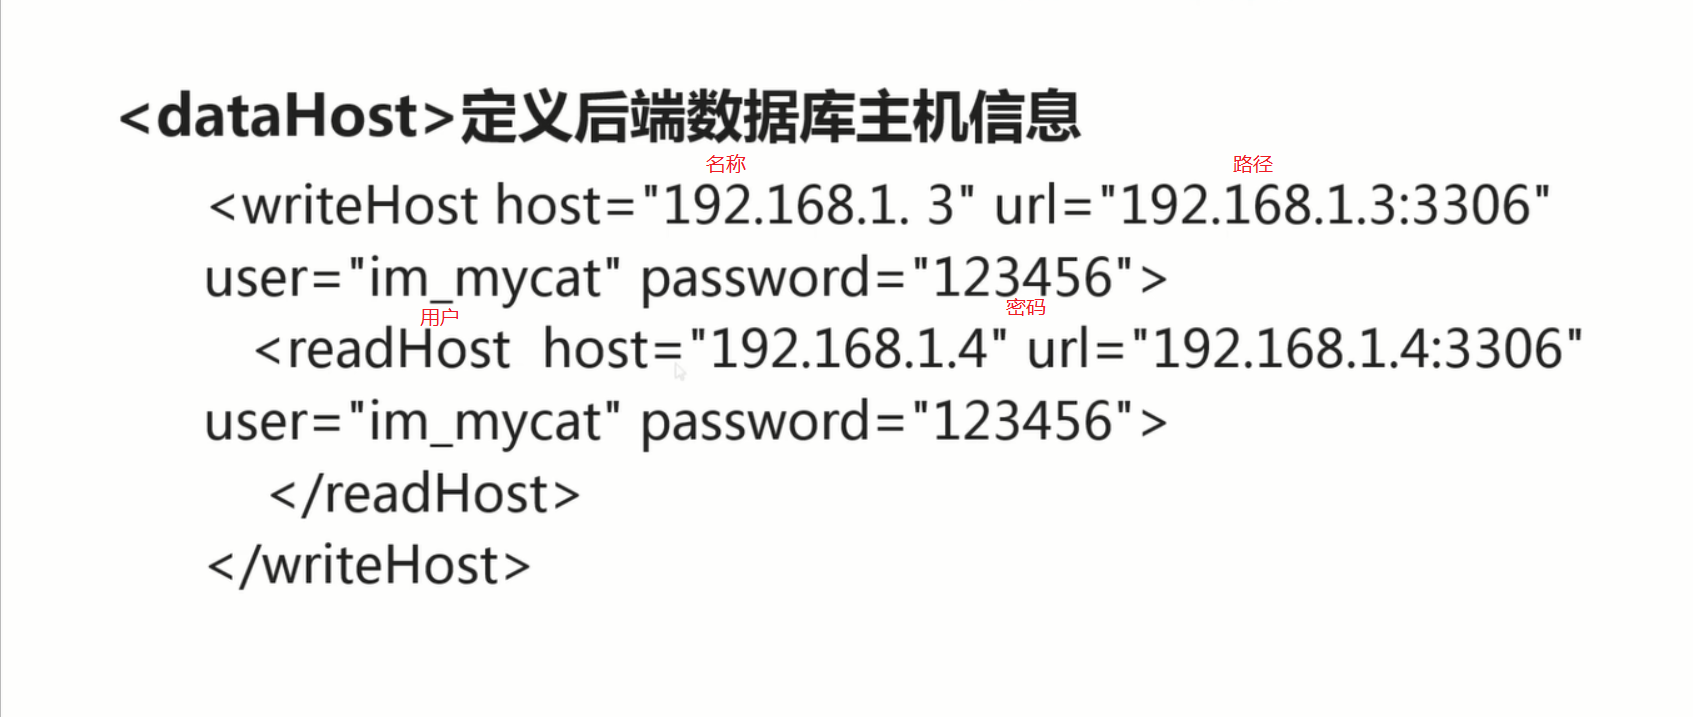 <dataHost>定义后端数据库主机信息
名称 路径
<writeHost host="192.168.1. 3" url="192.168.1.3:3306"
user="im_mycat" password="123456">
用户 密码
<readHost  host="192.168.1.4" url="192.168.1.4:3306"
user="im_mycat" password="123456">
</readHost>
</writeHost>